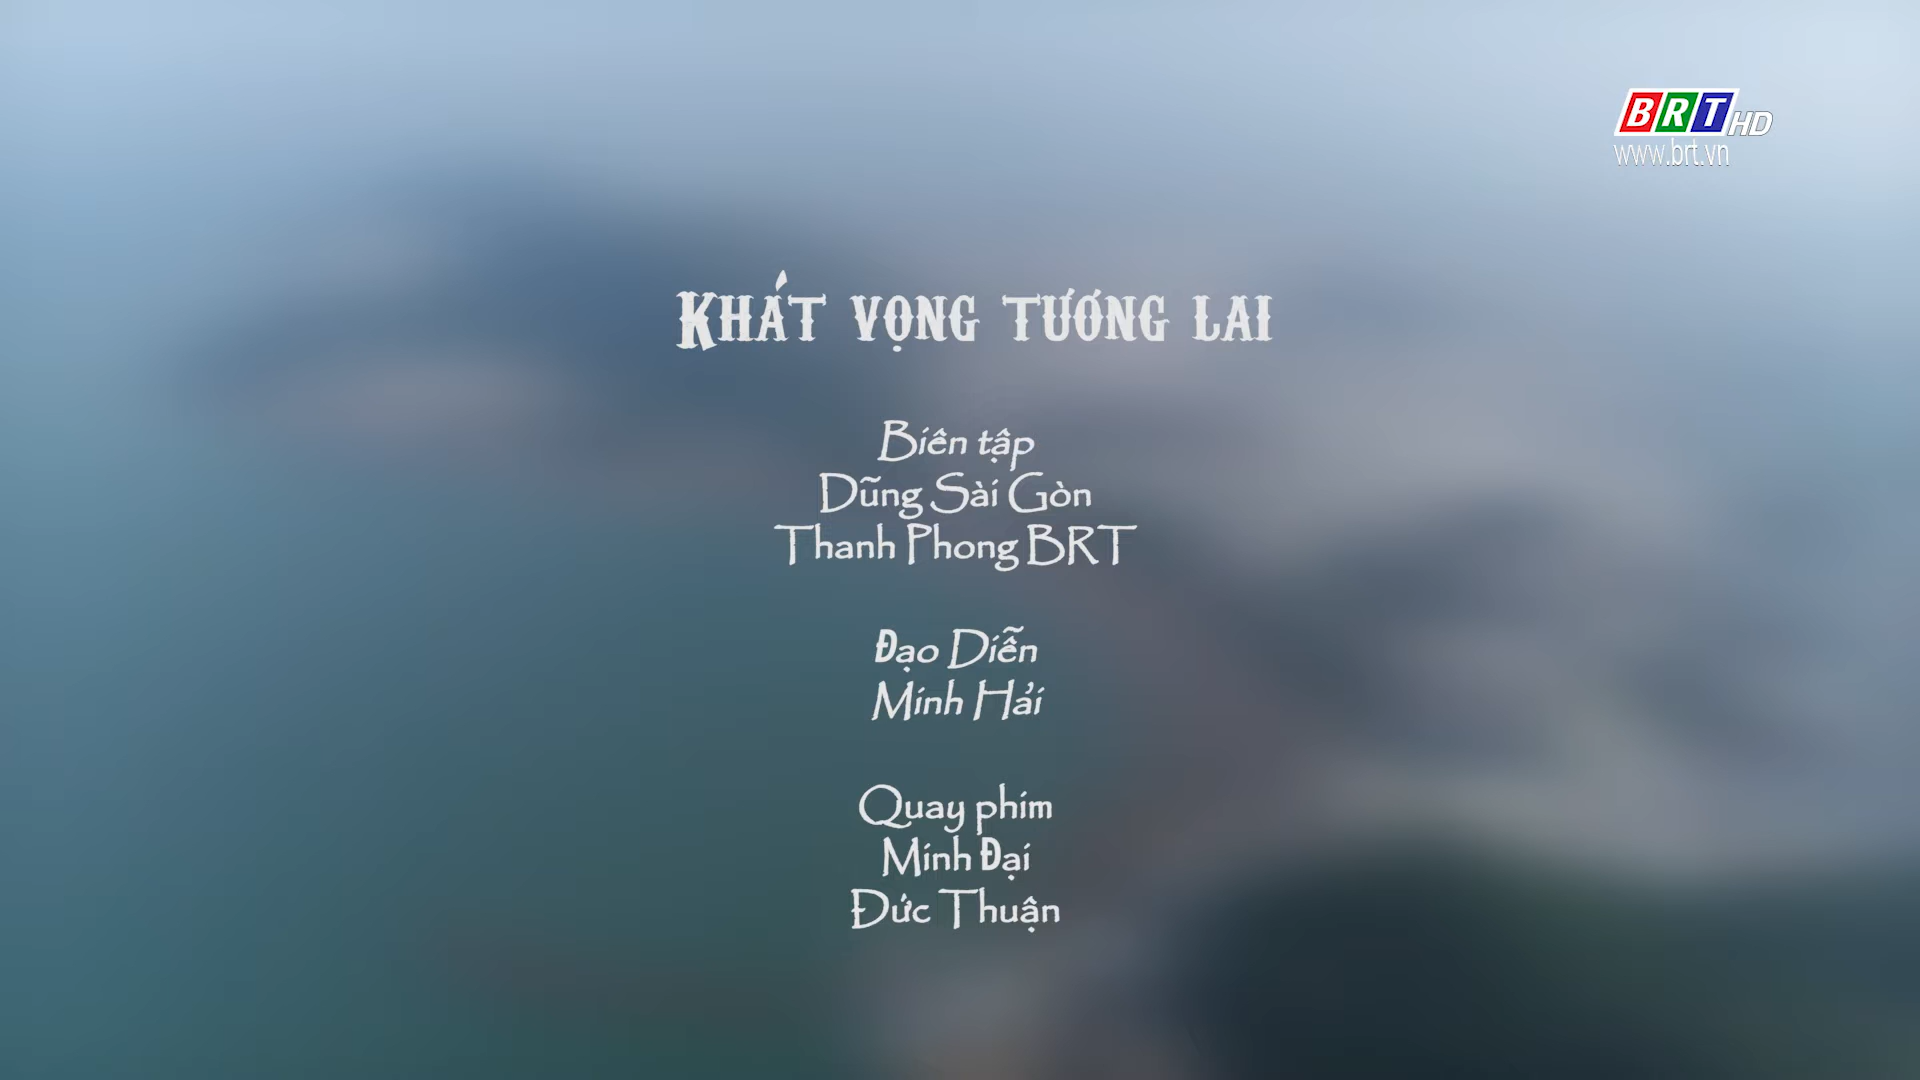 BRT HD
www.brt.vn
Khát vọng tương lai
Biên tập
Dũng Sài Gòn
Thanh Phong BRT
Đạo Diễn
Minh Hải
Quay phim
Minh Đại
Đức Thuận